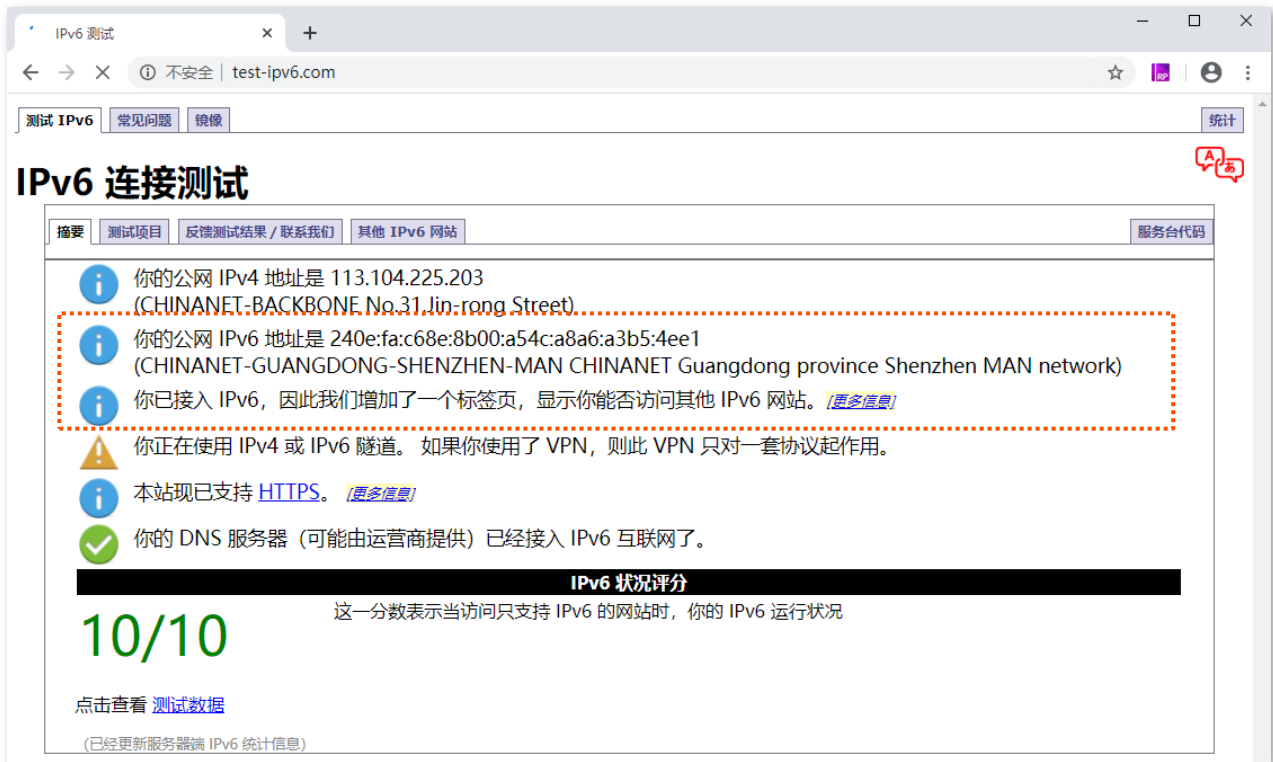 IPv6 测试
不安全 | test-ipv6.com
RP
测试 IPv6 常见问题 镜像 统计
A あ
IPv6 连接测试
摘要 测试项目 反馈测试结果 / 联系我们 其他 IPv6 网站 服务台代码
你的公网 IPv4 地址是 113.104.225.203
(CHINANET-BACKBONE No.31,Jin-rong Street)
你的公网 IPv6 地址是 240e:fa:c68e:8b00:a54c:a8a6:a3b5:4ee1
(CHINANET-GUANGDONG-SHENZHEN-MAN CHINANET Guangdong province Shenzhen MAN network)
你已接入 IPv6，因此我们增加了一个标签页，显示你能否访问其他 IPv6 网站。 [更多信息]
你正在使用 IPv4 或 IPv6 隧道。 如果你使用了 VPN，则此 VPN 只对一套协议起作用。
本站现已支持 HTTPS。 [更多信息]
你的 DNS 服务器（可能由运营商提供）已经接入 IPv6 互联网了。
IPv6 状况评分
10/10 这一分数表示当访问只支持 IPv6 的网站时，你的 IPv6 运行状况
点击查看 测试数据
(已经更新服务器端 IPv6 统计信息)